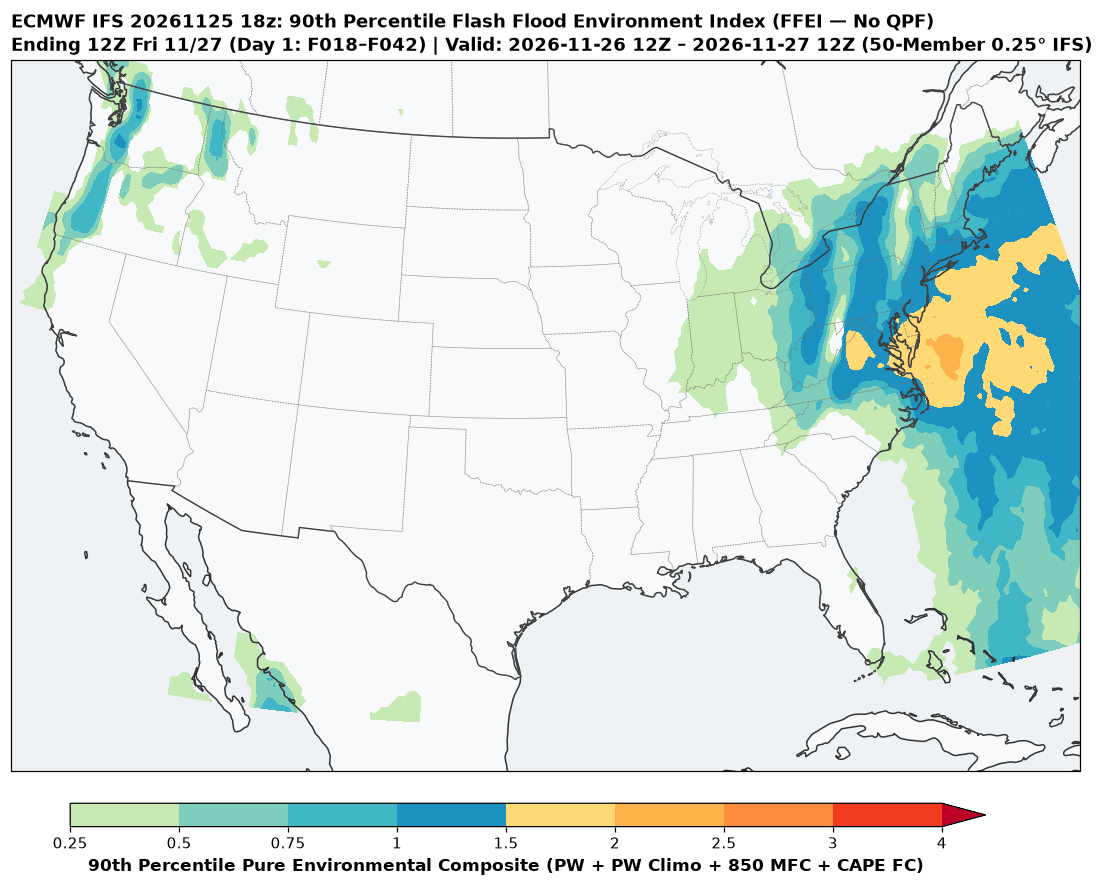 ECMWF IFS 20261125 18z: 90th Percentile Flash Flood Environment Index (FFEI — No QPF)
Ending 12Z Fri 11/27 (Day 1: F018–F042) | Valid: 2026-11-26 12Z – 2026-11-27 12Z (50-Member 0.25° IFS)
0.25 0.5 0.75 1 1.5 2 2.5 3 4
90th Percentile Pure Environmental Composite (PW + PW Climo + 850 MFC + CAPE FC)